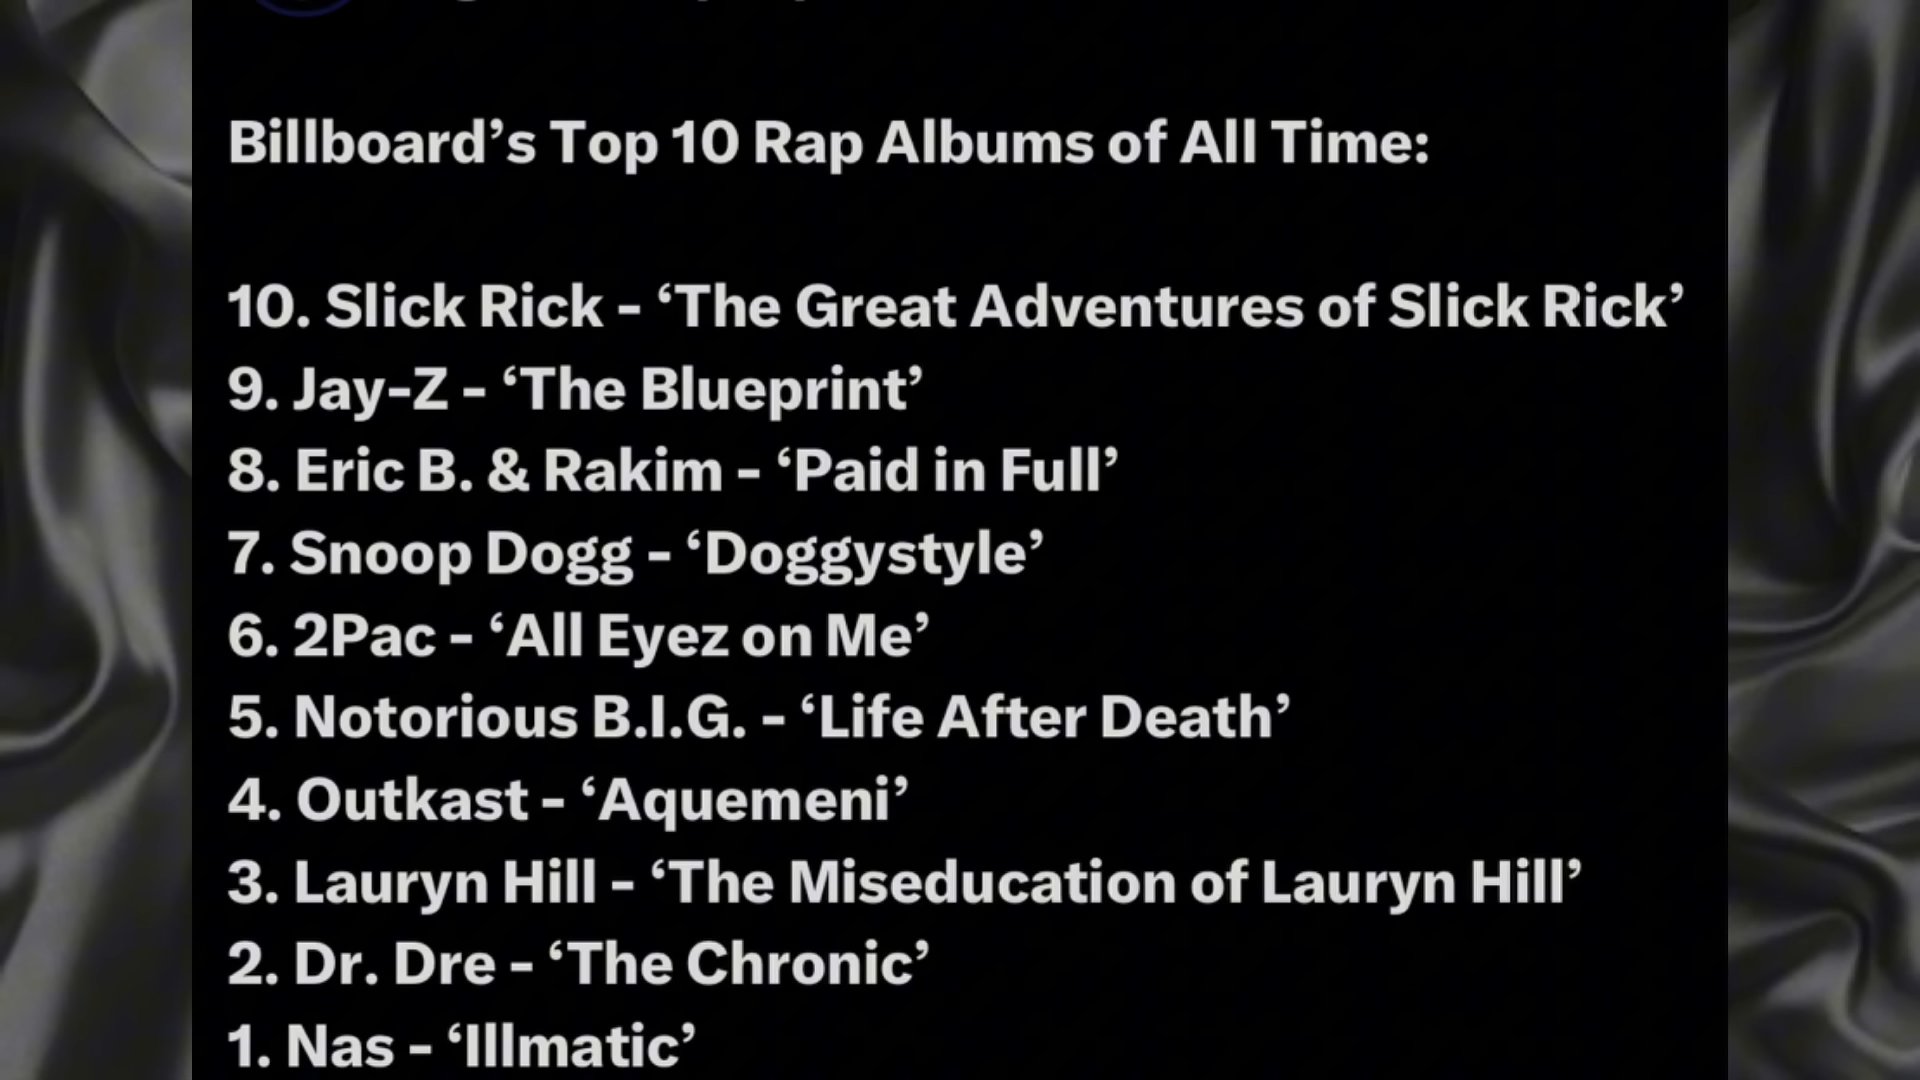 Billboard’s Top 10 Rap Albums of All Time:
10. Slick Rick - ‘The Great Adventures of Slick Rick’
9. Jay-Z - ‘The Blueprint’
8. Eric B. & Rakim - ‘Paid in Full’
7. Snoop Dogg - ‘Doggystyle’
6. 2Pac - ‘All Eyez on Me’
5. Notorious B.I.G. - ‘Life After Death’
4. Outkast - ‘Aquemeni’
3. Lauryn Hill - ‘The Miseducation of Lauryn Hill’
2. Dr. Dre - ‘The Chronic’
1. Nas - ‘Illmatic’